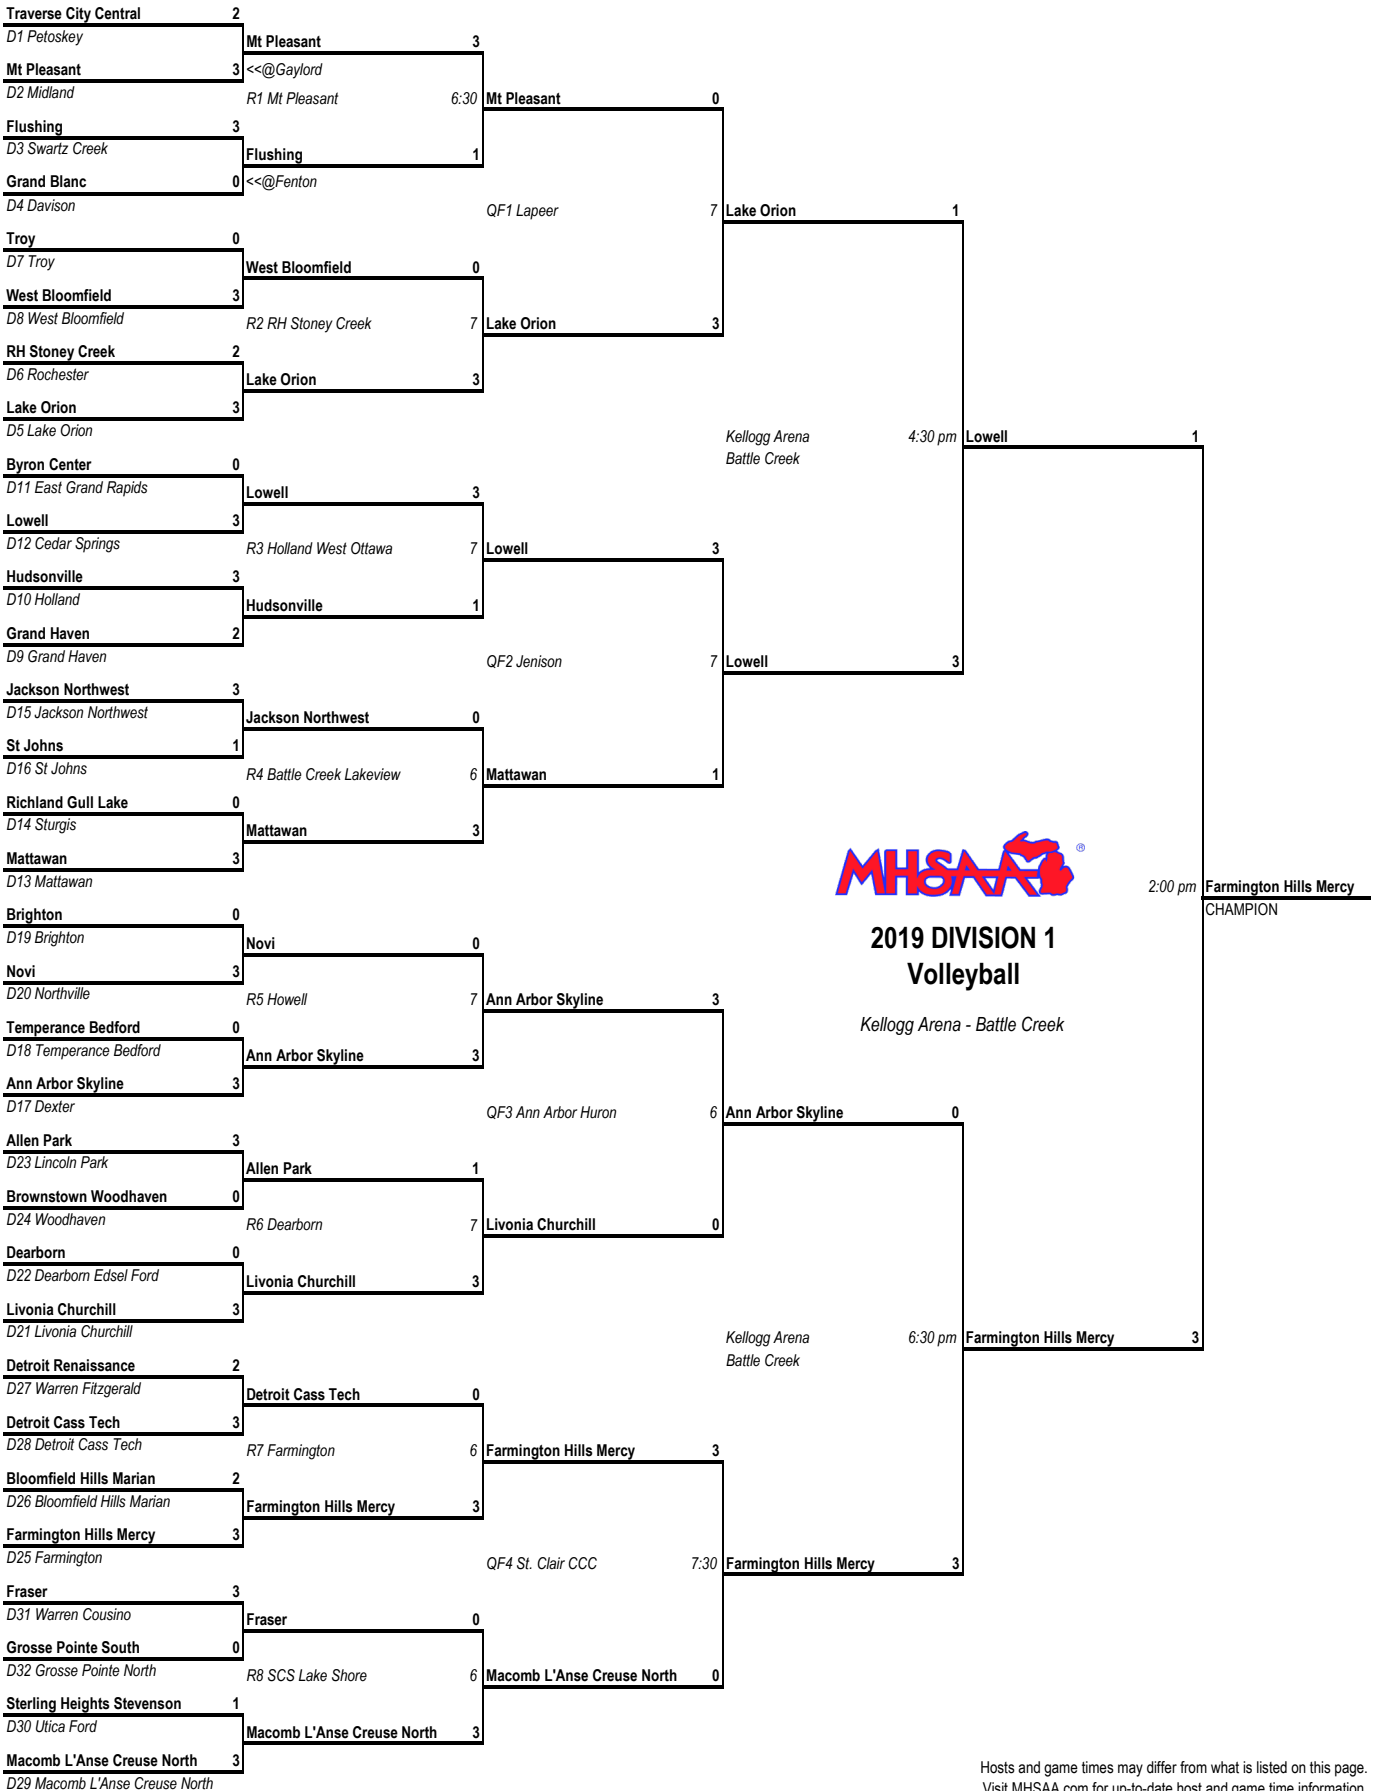 Traverse City Central 2
D1 Petoskey
Mt Pleasant 3
<<@Gaylord
Mt Pleasant 3
D2 Midland
R1 Mt Pleasant 6:30
Mt Pleasant 0
Flushing 3
D3 Swartz Creek
Flushing 1
Grand Blanc 0
<<@Fenton
D4 Davison
QF1 Lapeer 7
Lake Orion 1
Troy 0
D7 Troy
West Bloomfield 0
West Bloomfield 3
D8 West Bloomfield
R2 RH Stoney Creek 7
Lake Orion 3
RH Stoney Creek 2
D6 Rochester
Lake Orion 3
Lake Orion 3
D5 Lake Orion
Kellogg Arena 4:30 pm
Battle Creek
Lowell 1
Byron Center 0
D11 East Grand Rapids
Lowell 3
Lowell 3
D12 Cedar Springs
R3 Holland West Ottawa 7
Lowell 3
Hudsonville 3
D10 Holland
Hudsonville 1
Grand Haven 2
D9 Grand Haven
QF2 Jenison 7
Lowell 3
Jackson Northwest 3
D15 Jackson Northwest
Jackson Northwest 0
St Johns 1
D16 St Johns
R4 Battle Creek Lakeview 6
Mattawan 1
Richland Gull Lake 0
D14 Sturgis
Mattawan 3
Mattawan 3
D13 Mattawan
MHSAA ®
2:00 pm
Farmington Hills Mercy
CHAMPION
2019 DIVISION 1
Volleyball
Kellogg Arena - Battle Creek
Brighton 0
D19 Brighton
Novi 0
Novi 3
D20 Northville
R5 Howell 7
Ann Arbor Skyline 3
Temperance Bedford 0
D18 Temperance Bedford
Ann Arbor Skyline 3
Ann Arbor Skyline 3
D17 Dexter
QF3 Ann Arbor Huron 6
Ann Arbor Skyline 0
Allen Park 3
D23 Lincoln Park
Allen Park 1
Brownstown Woodhaven 0
D24 Woodhaven
R6 Dearborn 7
Livonia Churchill 0
Dearborn 0
D22 Dearborn Edsel Ford
Livonia Churchill 3
Livonia Churchill 3
D21 Livonia Churchill
Kellogg Arena 6:30 pm
Battle Creek
Farmington Hills Mercy 3
Detroit Renaissance 2
D27 Warren Fitzgerald
Detroit Cass Tech 0
Detroit Cass Tech 3
D28 Detroit Cass Tech
R7 Farmington 6
Farmington Hills Mercy 3
Bloomfield Hills Marian 2
D26 Bloomfield Hills Marian
Farmington Hills Mercy 3
Farmington Hills Mercy 3
D25 Farmington
QF4 St. Clair CCC 7:30
Farmington Hills Mercy 3
Fraser 3
D31 Warren Cousino
Fraser 0
Grosse Pointe South 0
D32 Grosse Pointe North
R8 SCS Lake Shore 6
Macomb L'Anse Creuse North 0
Sterling Heights Stevenson 1
D30 Utica Ford
Macomb L'Anse Creuse North 3
Macomb L'Anse Creuse North 3
D29 Macomb L'Anse Creuse North
Hosts and game times may differ from what is listed on this page.
Visit MHSAA.com for up-to-date host and game time information.